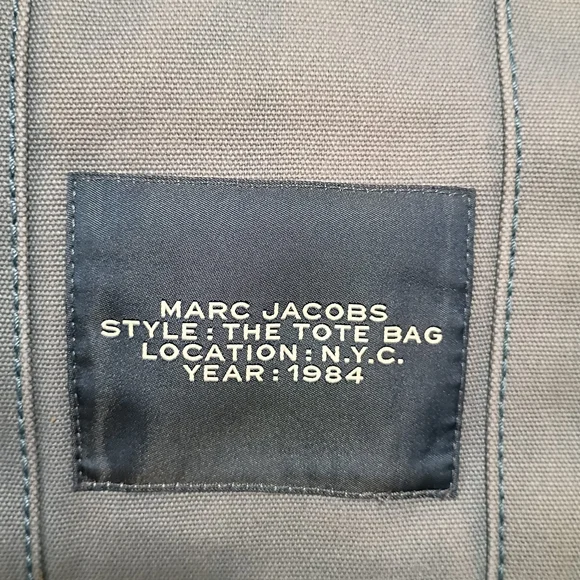 MARC JACOBS
STYLE : THE TOTE BAG
LOCATION : N.Y.C.
YEAR : 1984